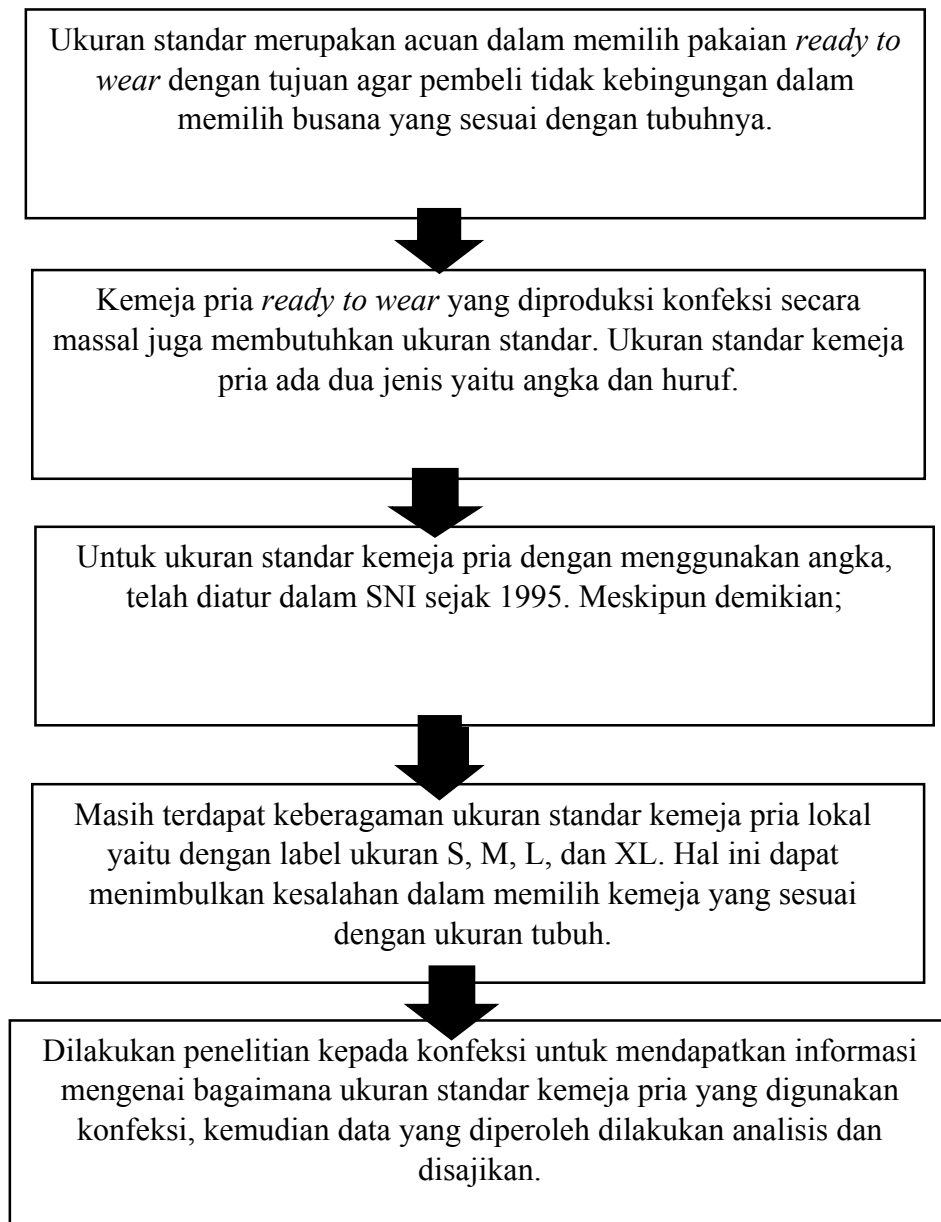 Ukuran standar merupakan acuan dalam memilih pakaian ready to
wear dengan tujuan agar pembeli tidak kebingungan dalam
memilih busana yang sesuai dengan tubuhnya.
Kemeja pria ready to wear yang diproduksi konfeksi secara
massal juga membutuhkan ukuran standar. Ukuran standar kemeja
pria ada dua jenis yaitu angka dan huruf.
Untuk ukuran standar kemeja pria dengan menggunakan angka,
telah diatur dalam SNI sejak 1995. Meskipun demikian;
Masih terdapat keberagaman ukuran standar kemeja pria lokal
yaitu dengan label ukuran S, M, L, dan XL. Hal ini dapat
menimbulkan kesalahan dalam memilih kemeja yang sesuai
dengan ukuran tubuh.
Dilakukan penelitian kepada konfeksi untuk mendapatkan informasi
mengenai bagaimana ukuran standar kemeja pria yang digunakan
konfeksi, kemudian data yang diperoleh dilakukan analisis dan
disajikan.